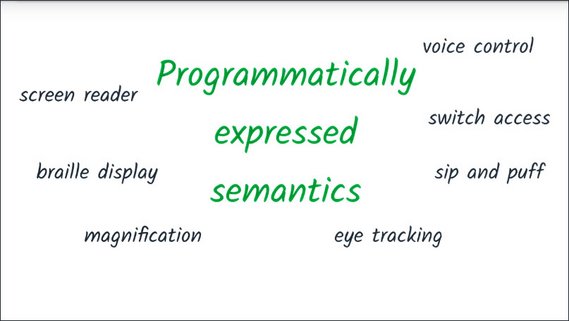 voice control
Programmatically
screen reader
switch access
expressed
braille display
sip and puff
semantics
magnification
eye tracking